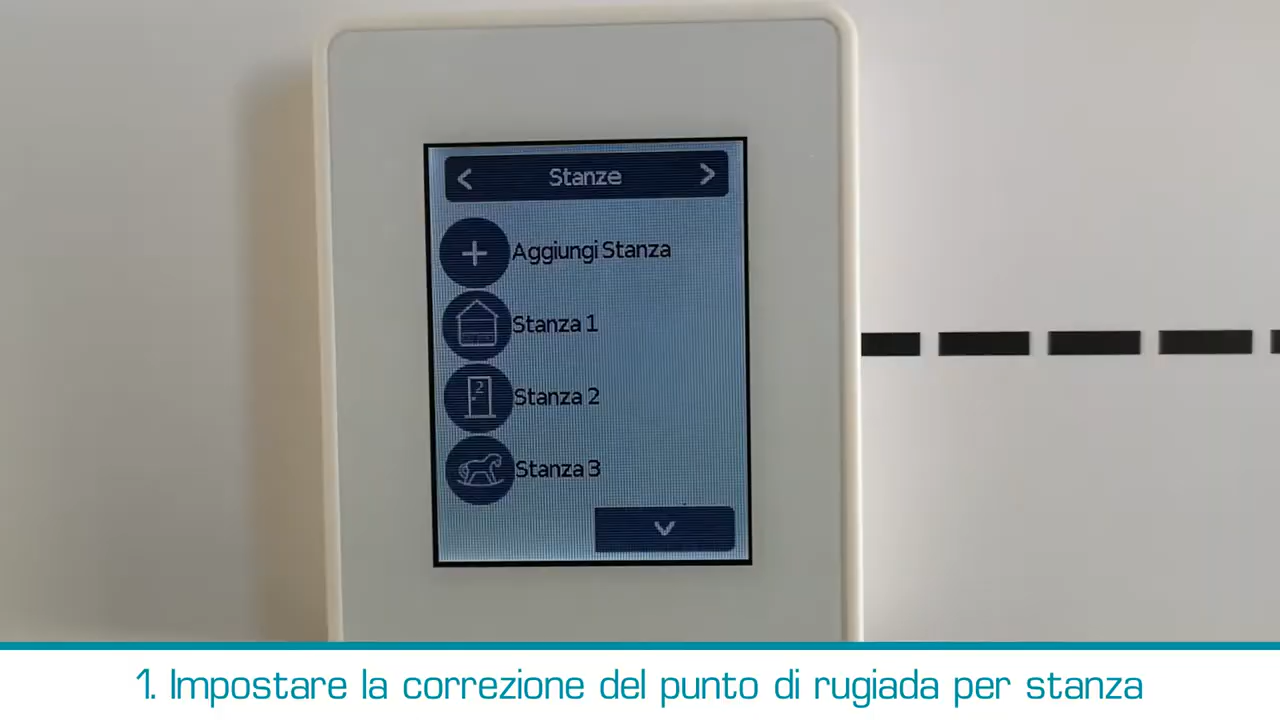 Stanze
Aggiungi Stanza
Stanza 1
2
Stanza 2
Stanza 3
1. Impostare la correzione del punto di rugiada per stanza